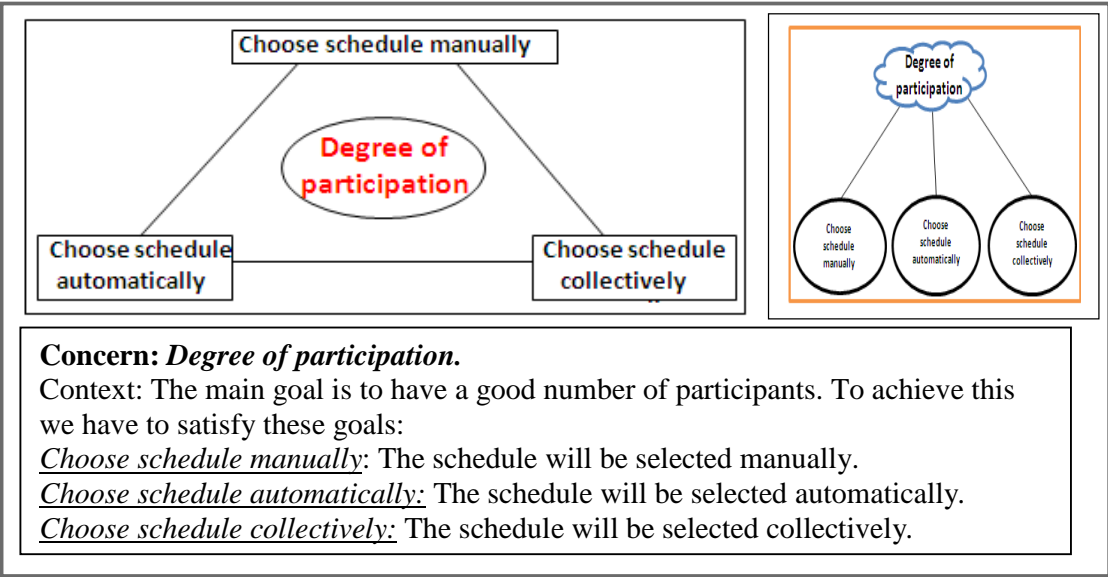 Choose schedule manually
Degree of
participation
Choose schedule
automatically
Choose schedule
collectively
Degree of
participation
Choose
schedule
manually
Choose
schedule
automatically
Choose
schedule
collectively
Concern: Degree of participation.
Context: The main goal is to have a good number of participants. To achieve this
we have to satisfy these goals:
Choose schedule manually: The schedule will be selected manually.
Choose schedule automatically: The schedule will be selected automatically.
Choose schedule collectively: The schedule will be selected collectively.